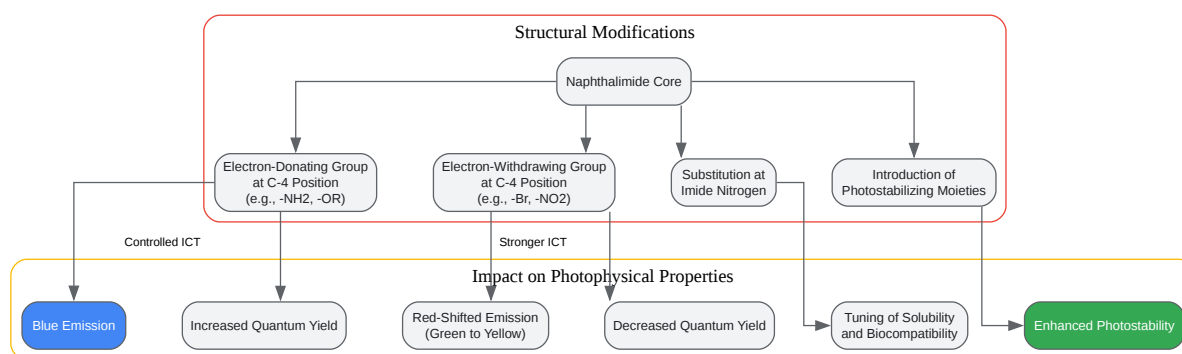 Structural Modifications
Naphthalimide Core
Electron-Donating Group
at C-4 Position
(e.g., -NH2, -OR)
Electron-Withdrawing Group
at C-4 Position
(e.g., -Br, -NO2)
Substitution at
Imide Nitrogen
Introduction of
Photostabilizing Moieties
Controlled ICT
Stronger ICT
Impact on Photophysical Properties
Blue Emission
Increased Quantum Yield
Red-Shifted Emission
(Green to Yellow)
Decreased Quantum Yield
Tuning of Solubility
and Biocompatibility
Enhanced Photostability